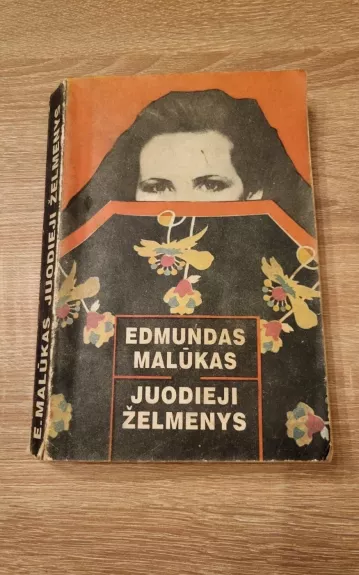 E. MALŪKAS JUODIEJI ŽELMENYS
EDMUNDAS
MALŪKAS
JUODIEJI
ŽELMENYS